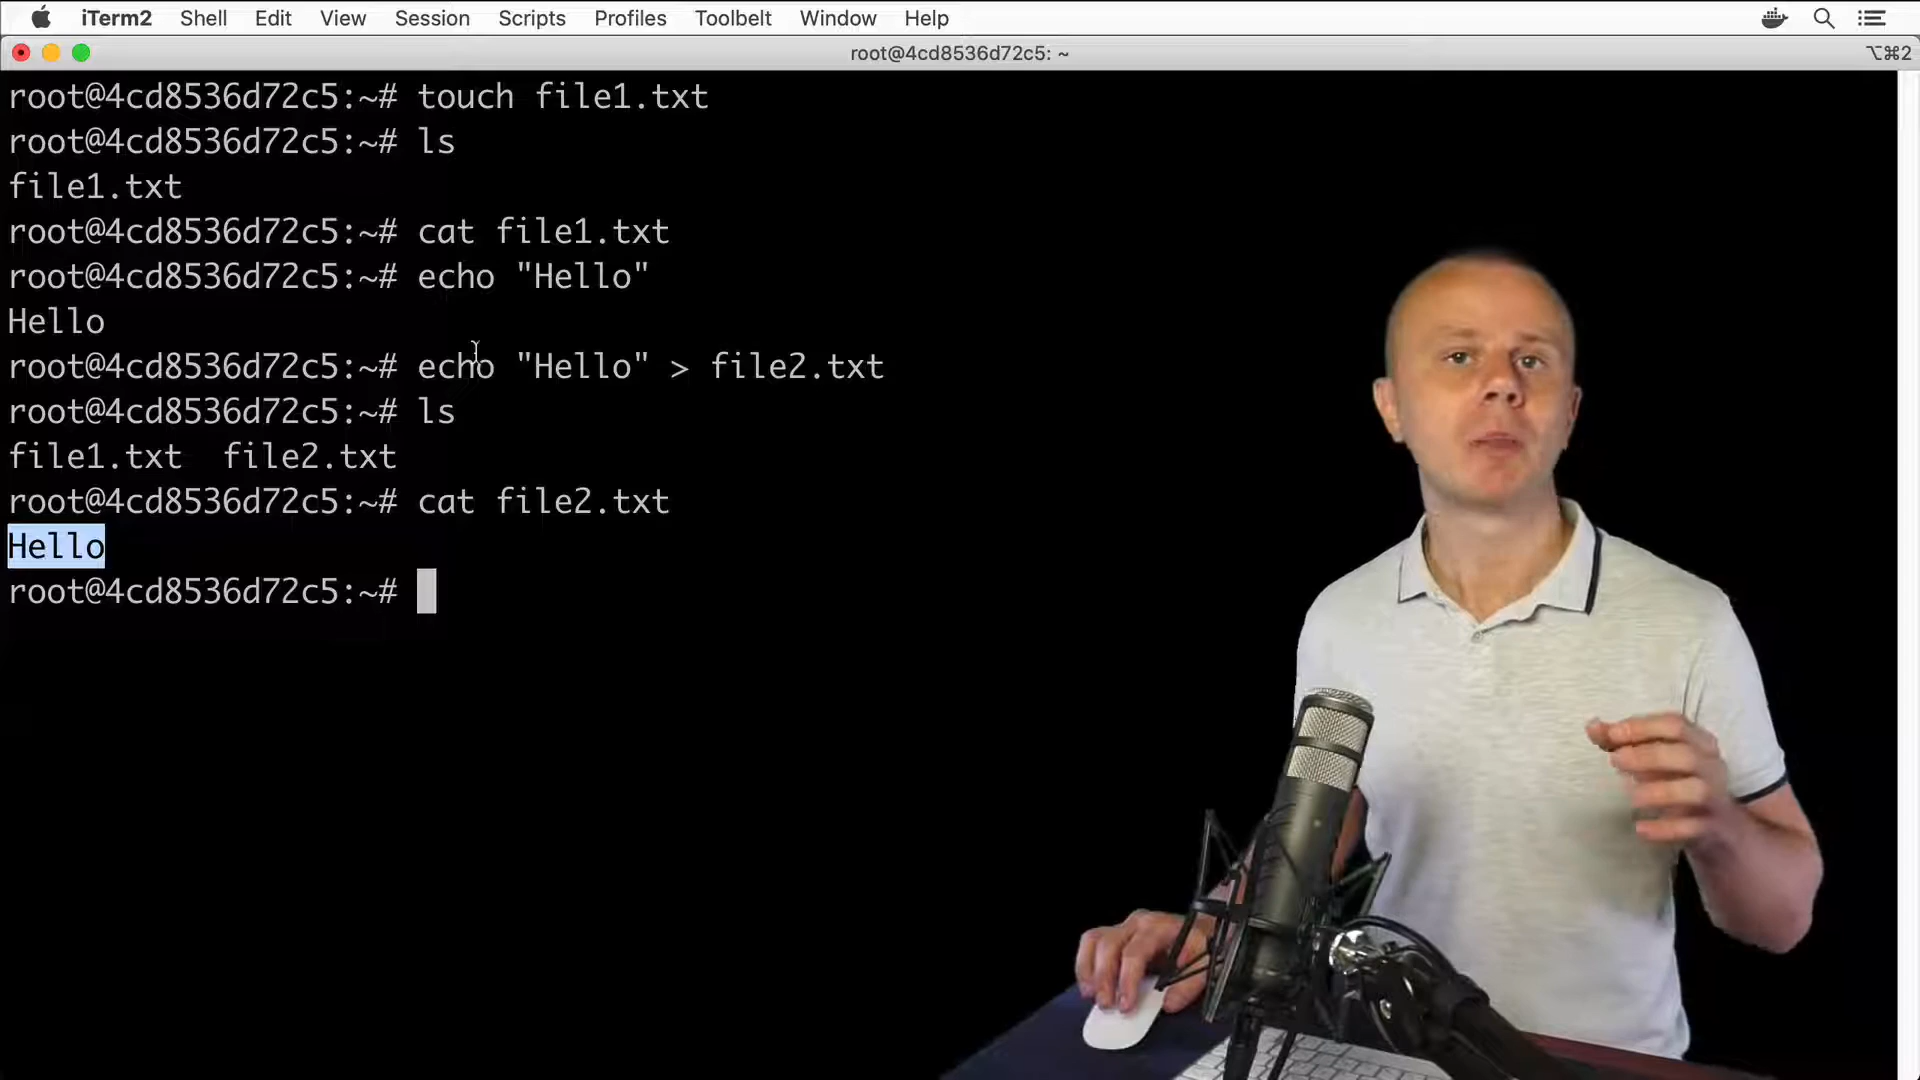 iTerm2 Shell Edit View Session Scripts Profiles Toolbelt Window Help
root@4cd8536d72c5: ~ ⌥⌘2
root@4cd8536d72c5:~# touch file1.txt
root@4cd8536d72c5:~# ls
file1.txt
root@4cd8536d72c5:~# cat file1.txt
root@4cd8536d72c5:~# echo "Hello"
Hello
root@4cd8536d72c5:~# echo "Hello" > file2.txt
root@4cd8536d72c5:~# ls
file1.txt file2.txt
root@4cd8536d72c5:~# cat file2.txt
Hello
root@4cd8536d72c5:~#